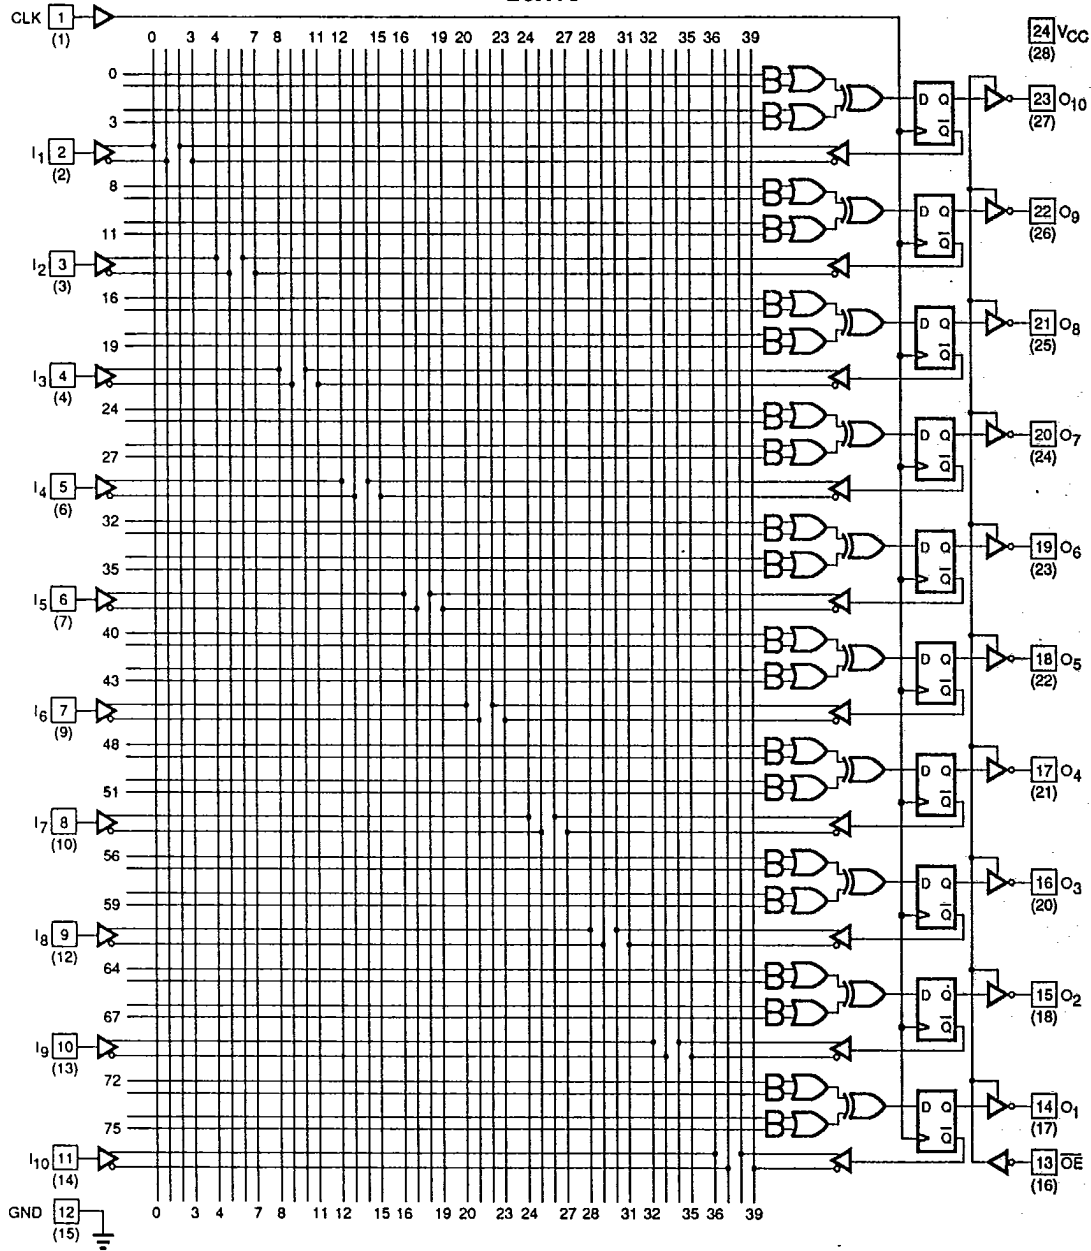 CLK 1
(1)
0 3 4 7 8 11 12 15 16 19 20 23 24 27 28 31 32 35 36 39
24 VCC
(28)
0
3
D Q
Q̅
23 O10
(27)
I1 2
(2)
8
11
D Q
Q̅
22 O9
(26)
I2 3
(3)
16
19
D Q
Q̅
21 O8
(25)
I3 4
(4)
24
27
D Q
Q̅
20 O7
(24)
I4 5
(6)
32
35
D Q
Q̅
19 O6
(23)
I5 6
(7)
40
43
D Q
Q̅
18 O5
(22)
I6 7
(9)
48
51
D Q
Q̅
17 O4
(21)
I7 8
(10)
56
59
D Q
Q̅
16 O3
(20)
I8 9
(12)
64
67
D Q
Q̅
15 O2
(18)
I9 10
(13)
72
75
D Q
Q̅
14 O1
(17)
I10 11
(14)
13 O̅E̅
(16)
GND 12
(15)
0 3 4 7 8 11 12 15 16 19 20 23 24 27 28 31 32 35 36 39